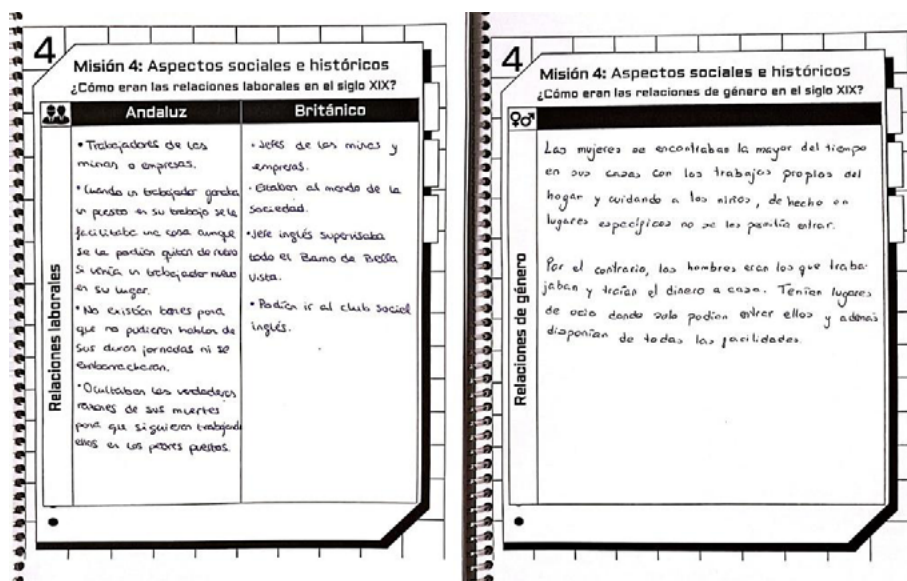 4
Misión 4: Aspectos sociales e históricos
¿Cómo eran las relaciones laborales en el siglo XIX?
Andaluz
Británico
Relaciones laborales
• Trabajadores de las
minas o empresas.
• Cuando un trabajador ganaba
un puesto en su trabajo se le
facilitaba una casa aunque
se la podían quitar de nuevo
si venía un trabajador nuevo
en su lugar.
• No existían bares para
que no pudieran hablar de
sus duras jornadas ni se
emborracharan.
• Ocultaban las verdaderas
razones de sus muertes
para que siguieran trabajando
ellos en los peores puestos.
• Jefes de las minas y
empresas.
• Estaban al mando de la
sociedad.
• Jefe inglés supervisaba
todo el Barrio de Bella
Vista.
• Podían ir al club social
inglés.
4
Misión 4: Aspectos sociales e históricos
¿Cómo eran las relaciones de género en el siglo XIX?
Relaciones de género
Las mujeres se encontraban la mayor del tiempo
en sus casas con los trabajos propios del
hogar y cuidando a los niños, de hecho en
lugares específicos no se les permitía entrar.
Por el contrario, los hombres eran los que traba-
jaban y traían el dinero a casa. Tenían lugares
de ocio donde solo podían entrar ellos y además
disponían de todas las facilidades.